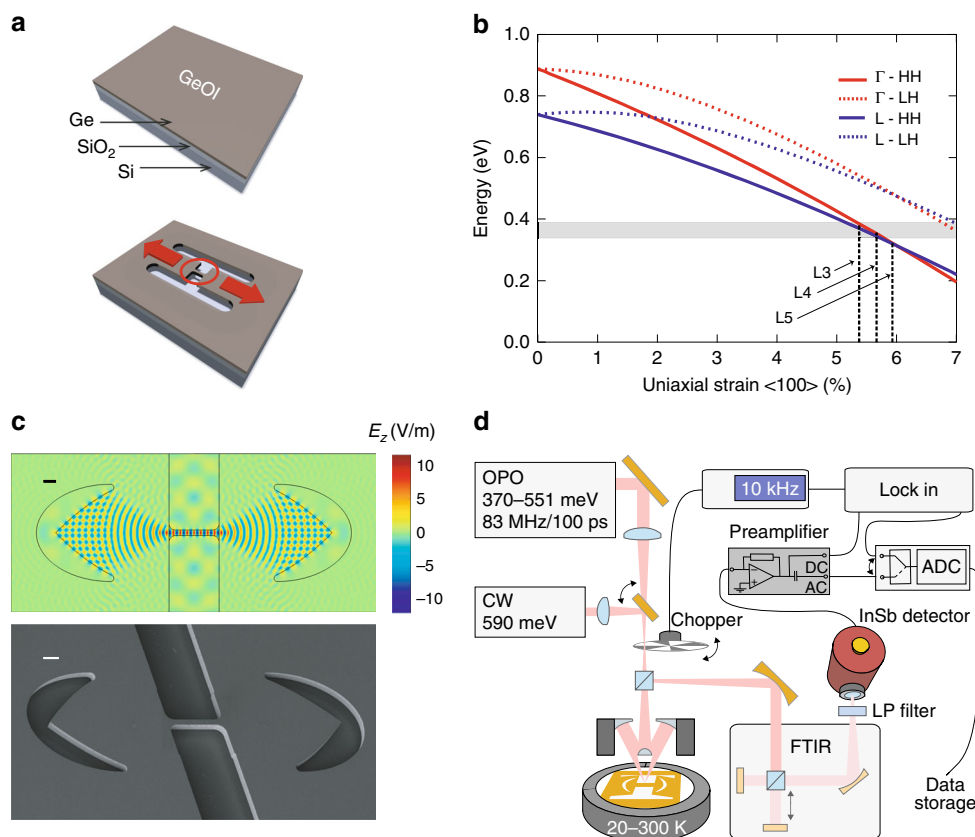 a
GeOI
Ge
SiO₂
Si
b
1.0
0.8
0.6
0.4
0.2
0.0
Energy (eV)
Γ - HH
Γ - LH
L - HH
L - LH
L3
L4
L5
0 1 2 3 4 5 6 7
Uniaxial strain <100> (%)
c
E_z (V/m)
10
5
0
−5
−10
d
OPO
370–551 meV
83 MHz/100 ps
CW
590 meV
10 kHz
Lock in
Preamplifier
DC
AC
ADC
Chopper
InSb detector
LP filter
FTIR
Data
storage
20–300 K